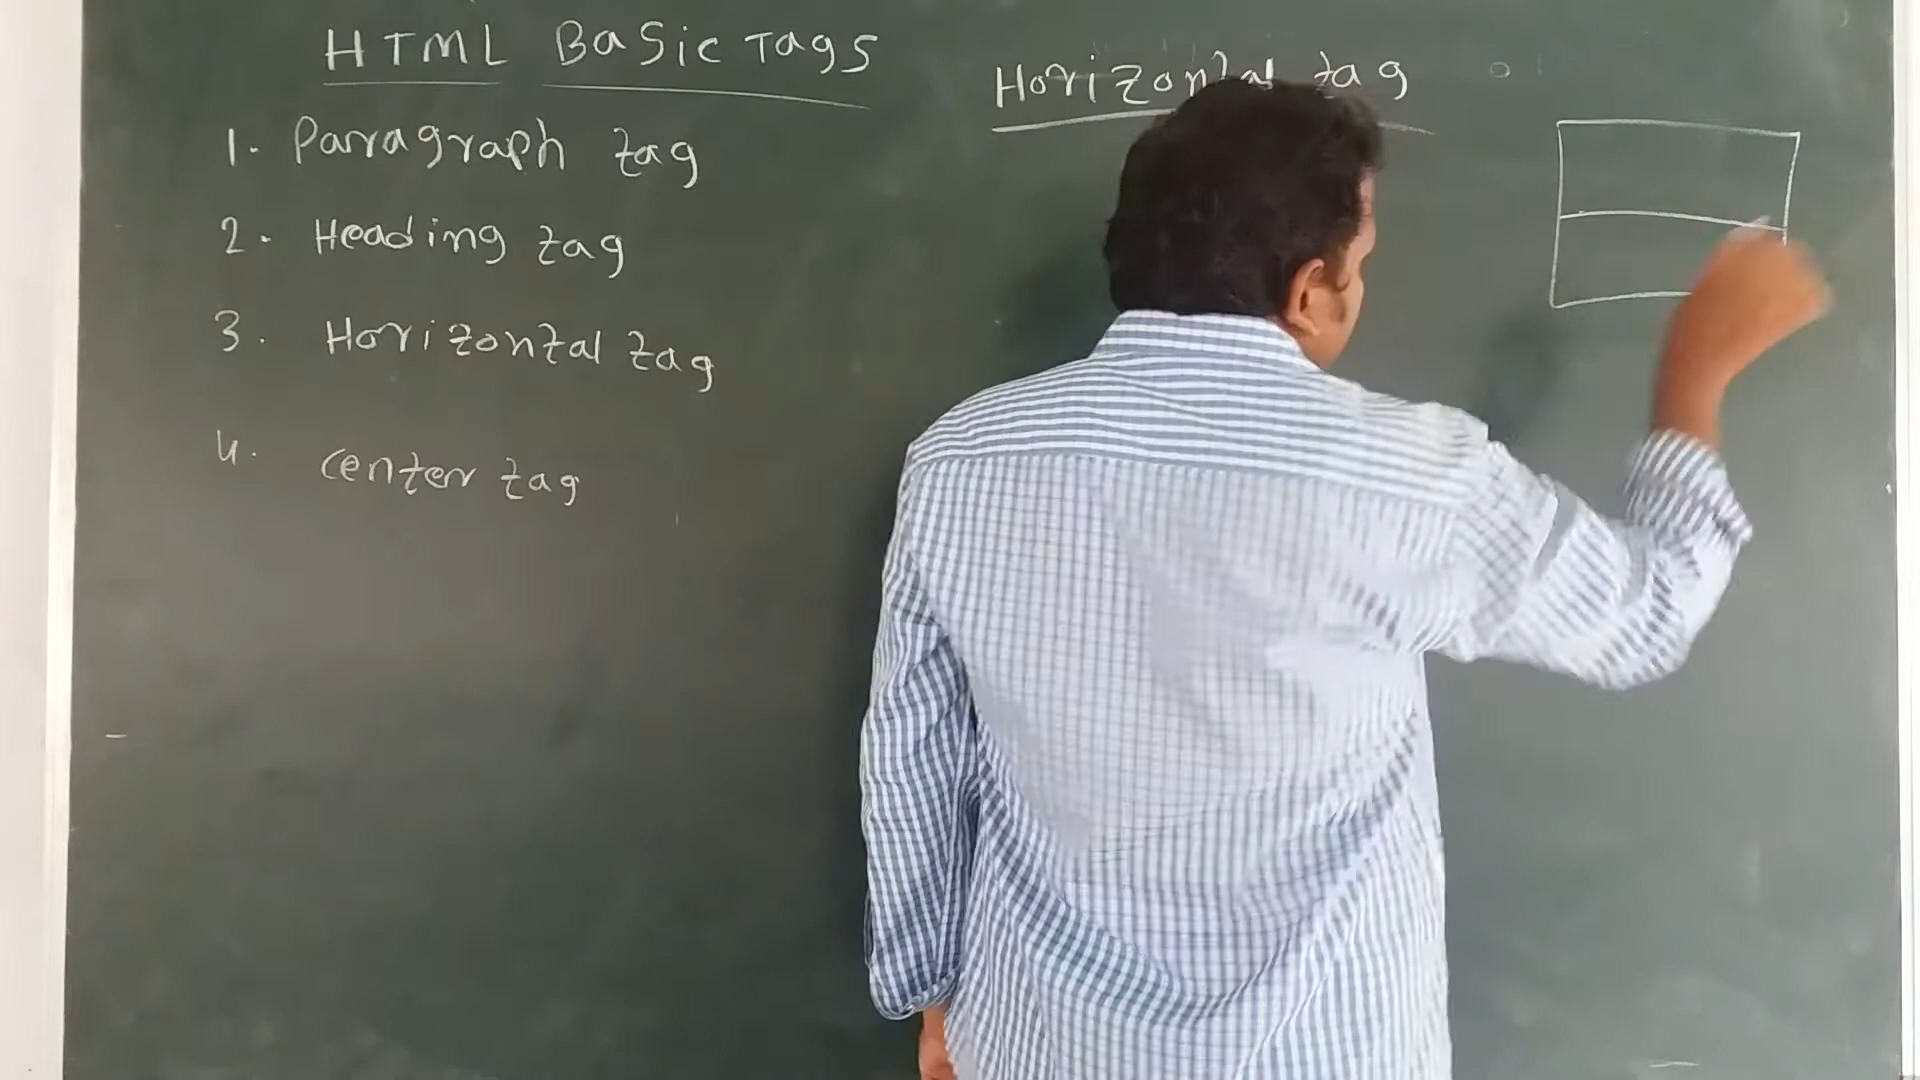 HTML Basic Tags
1. Paragraph tag
2. Heading tag
3. Horizontal tag
4. center tag
Horizontal tag